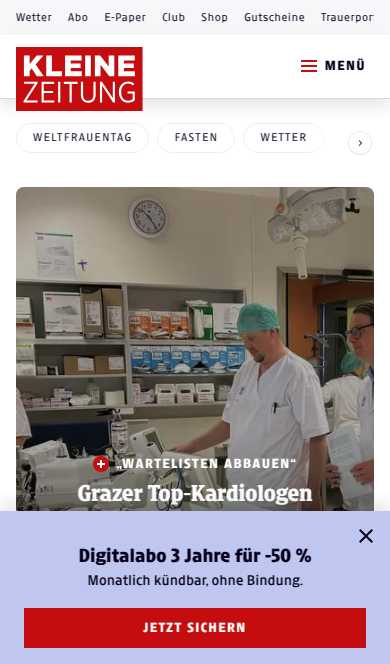 Wetter Abo E-Paper Club Shop Gutscheine Trauerport
KLEINE
ZEITUNG
MENÜ
WELTFRAUENTAG FASTEN WETTER
„WARTELISTEN ABBAUEN“
Grazer Top-Kardiologen
Digitalabo 3 Jahre für -50 %
Monatlich kündbar, ohne Bindung.
JETZT SICHERN